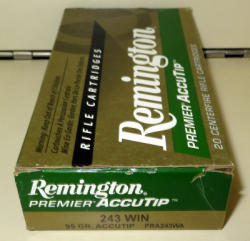 RIFLE CARTRIDGES
Remington
PREMIER ACCUTIP
20 CENTERFIRE RIFLE CARTRIDGES
Remington
PREMIER ACCUTIP
243 WIN
95 GR. ACCUTIP PRA243WA